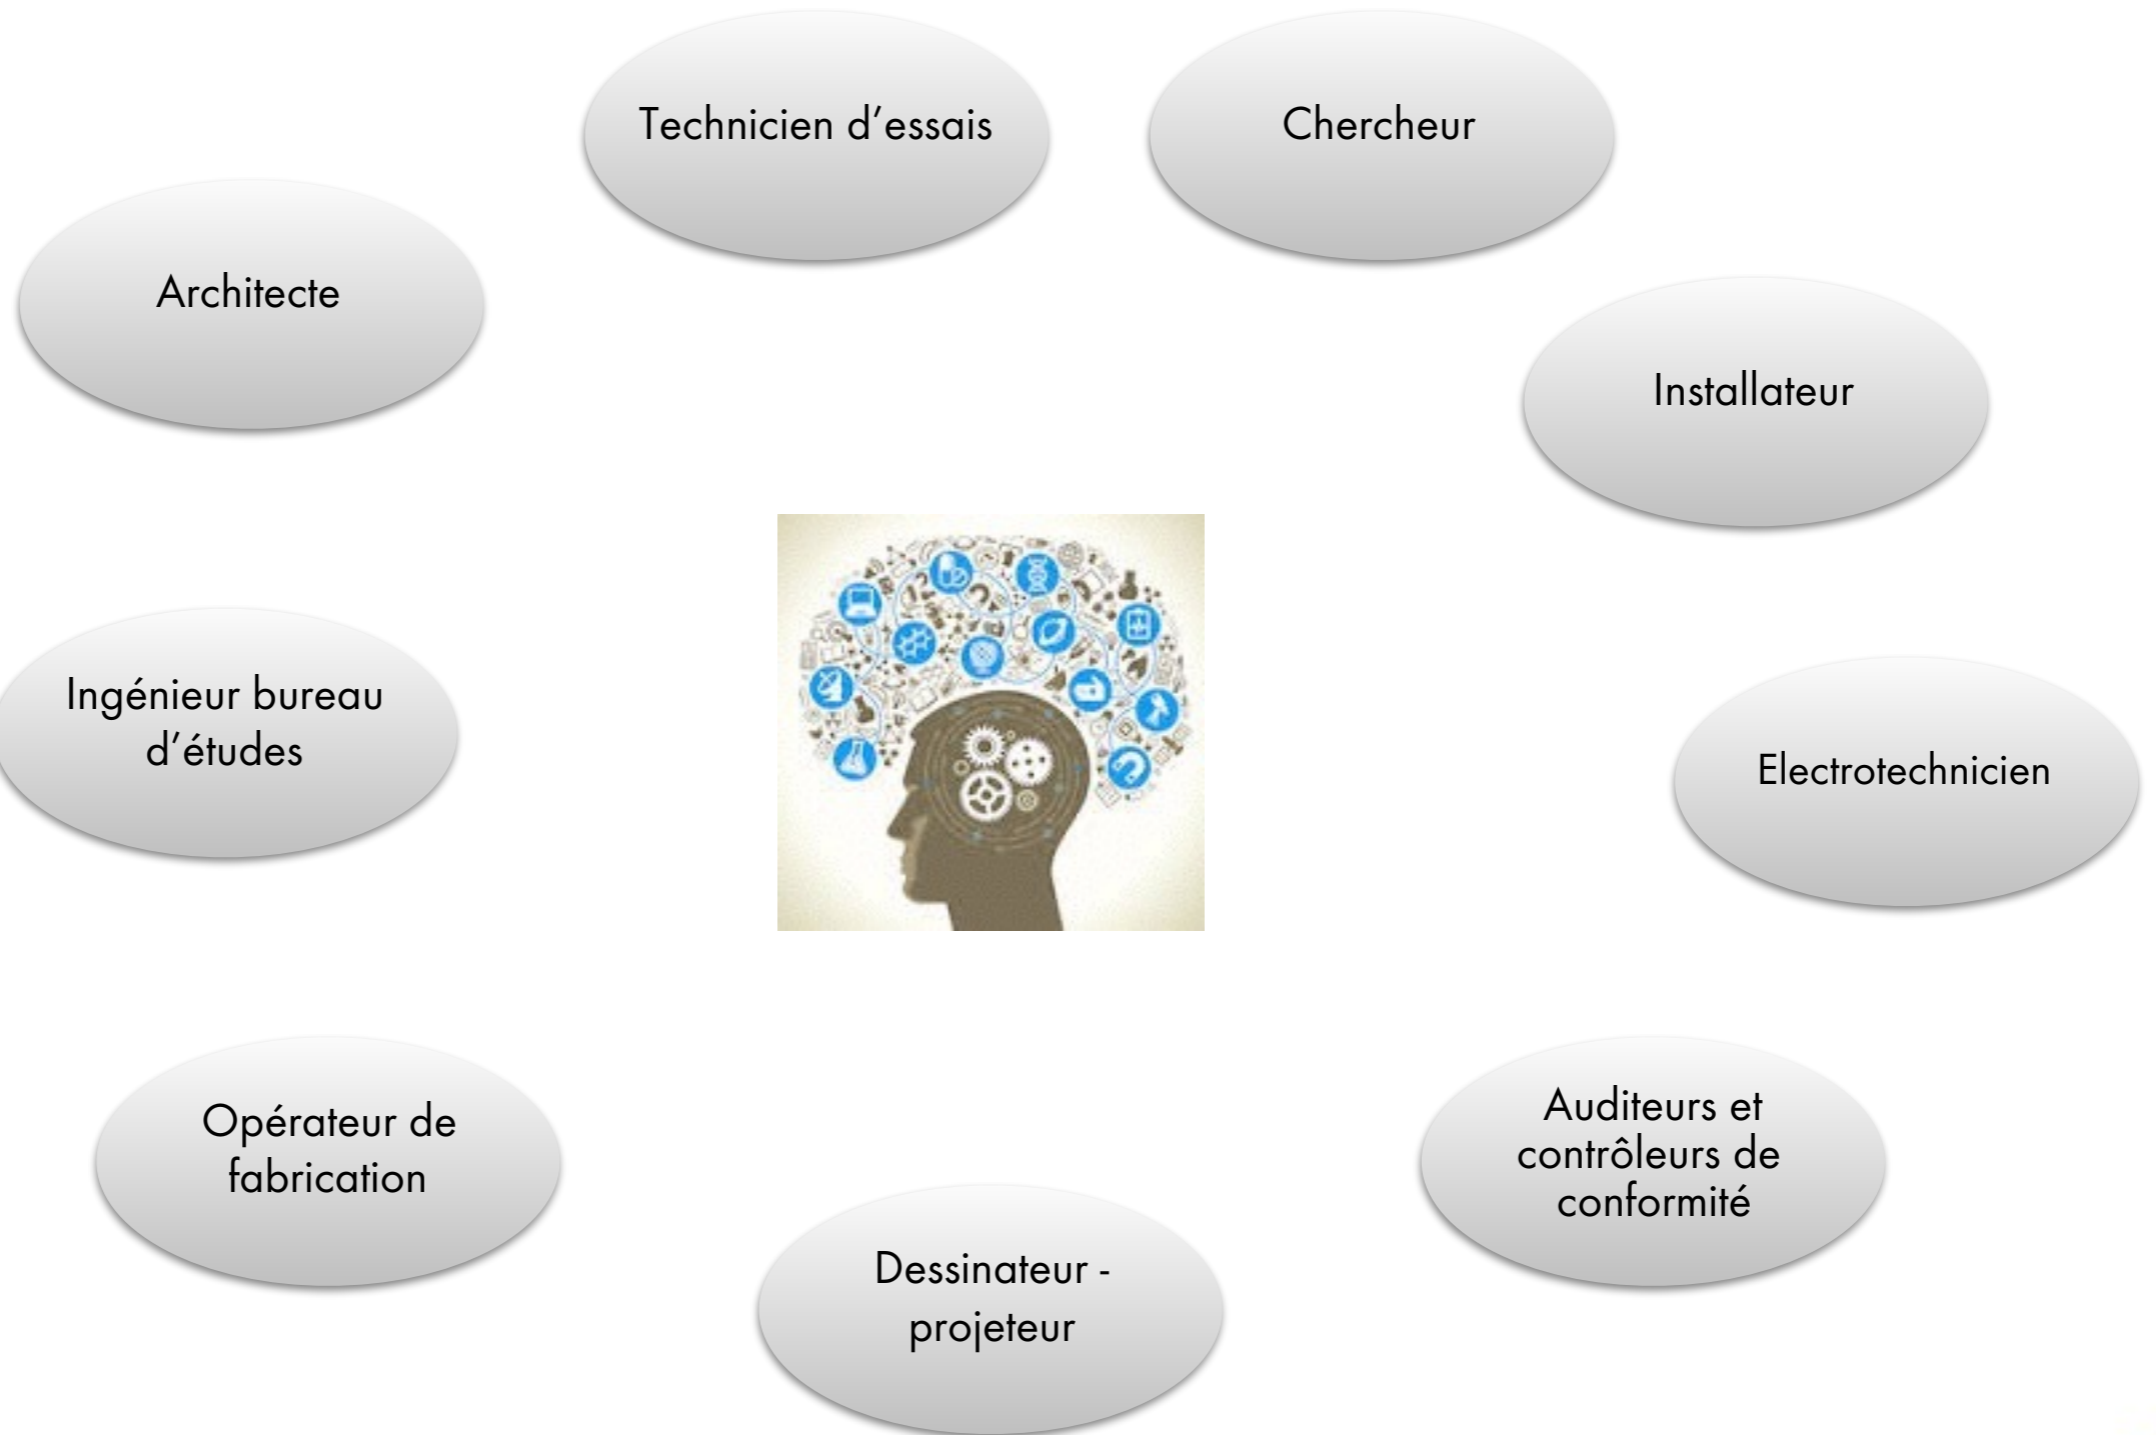 Technicien d’essais
Chercheur
Architecte
Installateur
Ingénieur bureau
d’études
Electrotechnicien
Opérateur de
fabrication
Auditeurs et
contrôleurs de
conformité
Dessinateur -
projeteur